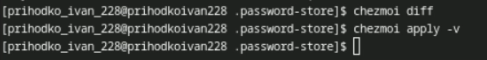 [prihodko_ivan_228@prihodkoivan228 .password-store]$ chezmoi diff
[prihodko_ivan_228@prihodkoivan228 .password-store]$ chezmoi apply -v
[prihodko_ivan_228@prihodkoivan228 .password-store]$